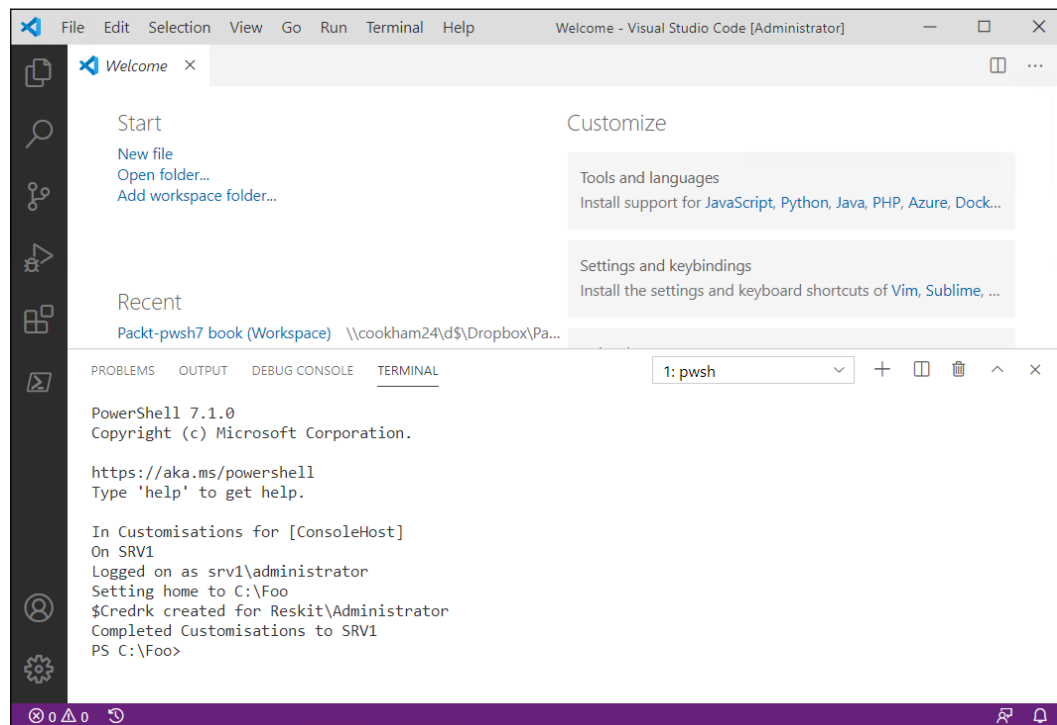 File Edit Selection View Go Run Terminal Help Welcome - Visual Studio Code [Administrator]
Welcome
Start
New file
Open folder...
Add workspace folder...
Recent
Packt-pwsh7 book (Workspace) \\cookham24\d$\Dropbox\Pa...
Customize
Tools and languages
Install support for JavaScript, Python, Java, PHP, Azure, Dock...
Settings and keybindings
Install the settings and keyboard shortcuts of Vim, Sublime, ...
PROBLEMS OUTPUT DEBUG CONSOLE TERMINAL 1: pwsh
PowerShell 7.1.0
Copyright (c) Microsoft Corporation.
https://aka.ms/powershell
Type 'help' to get help.
In Customisations for [ConsoleHost]
On SRV1
Logged on as srv1\administrator
Setting home to C:\Foo
$Credrk created for Reskit\Administrator
Completed Customisations to SRV1
PS C:\Foo>
0 0